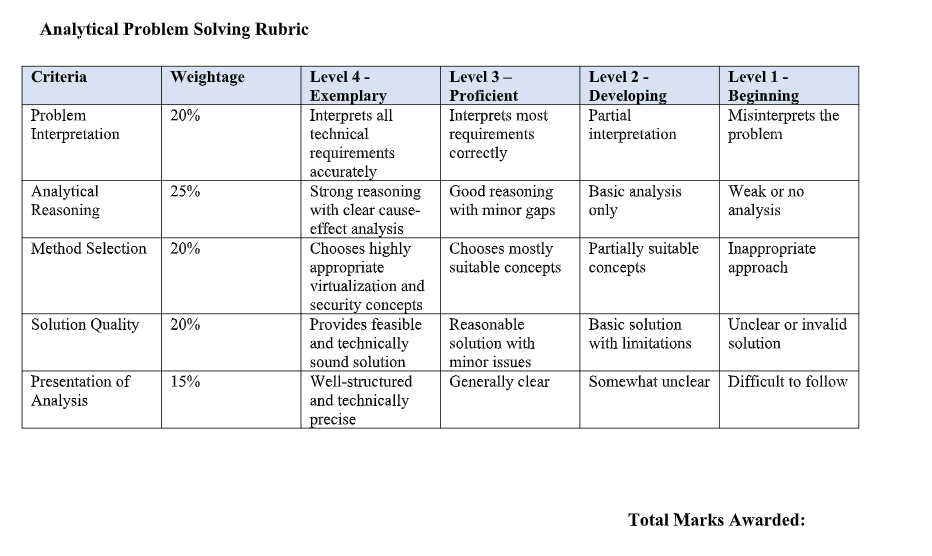 Analytical Problem Solving Rubric
Criteria Weightage Level 4 - Level 3 – Level 2 - Level 1 -
Exemplary Proficient Developing Beginning
Problem 20% Interprets all Interprets most Partial Misinterprets the
Interpretation technical requirements interpretation problem
requirements correctly
accurately
Analytical 25% Strong reasoning Good reasoning Basic analysis Weak or no
Reasoning with clear cause- with minor gaps only analysis
effect analysis
Method Selection 20% Chooses highly Chooses mostly Partially suitable Inappropriate
appropriate suitable concepts concepts approach
virtualization and
security concepts
Solution Quality 20% Provides feasible Reasonable Basic solution Unclear or invalid
and technically solution with with limitations solution
sound solution minor issues
Presentation of 15% Well-structured Generally clear Somewhat unclear Difficult to follow
Analysis and technically
precise
Total Marks Awarded: